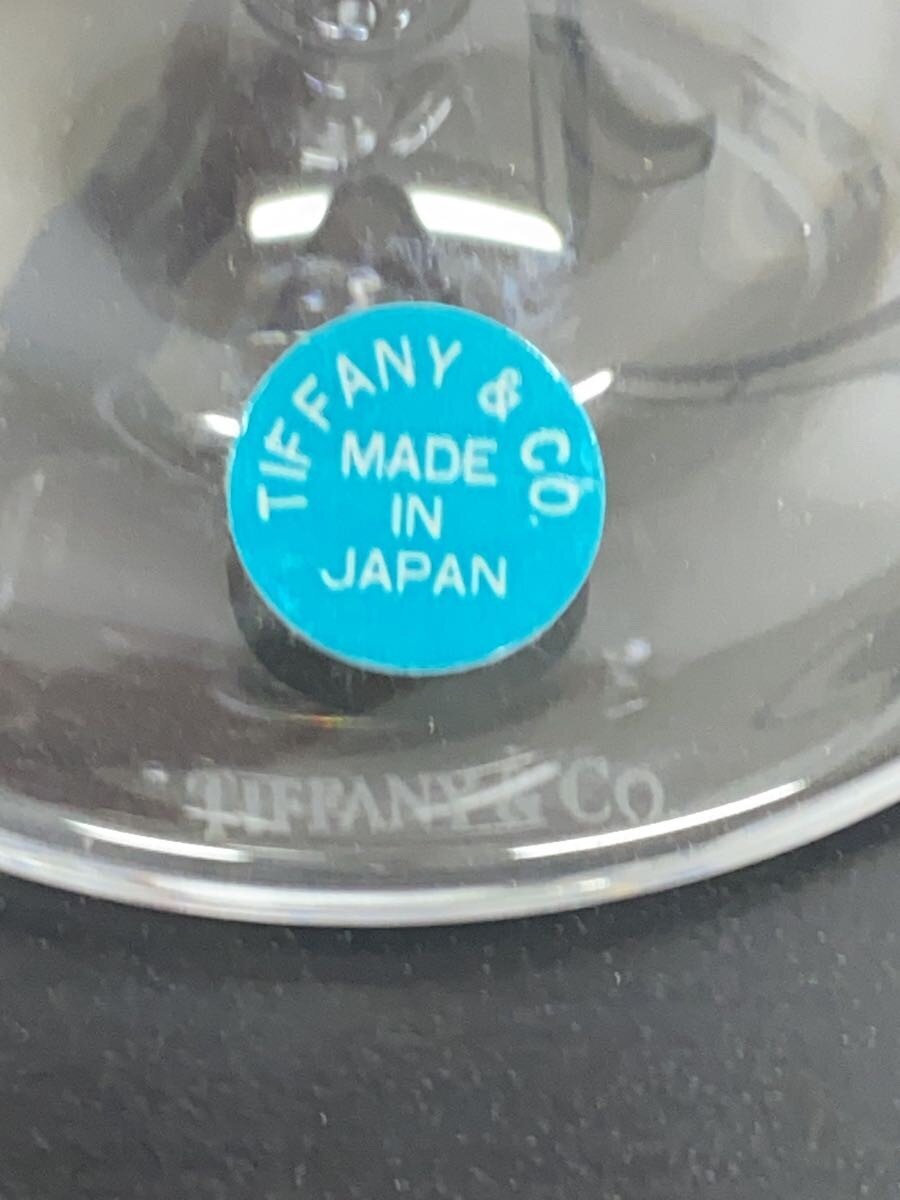 TIFFANY & CO.
MADE
IN
JAPAN
TIFFANY & CO.